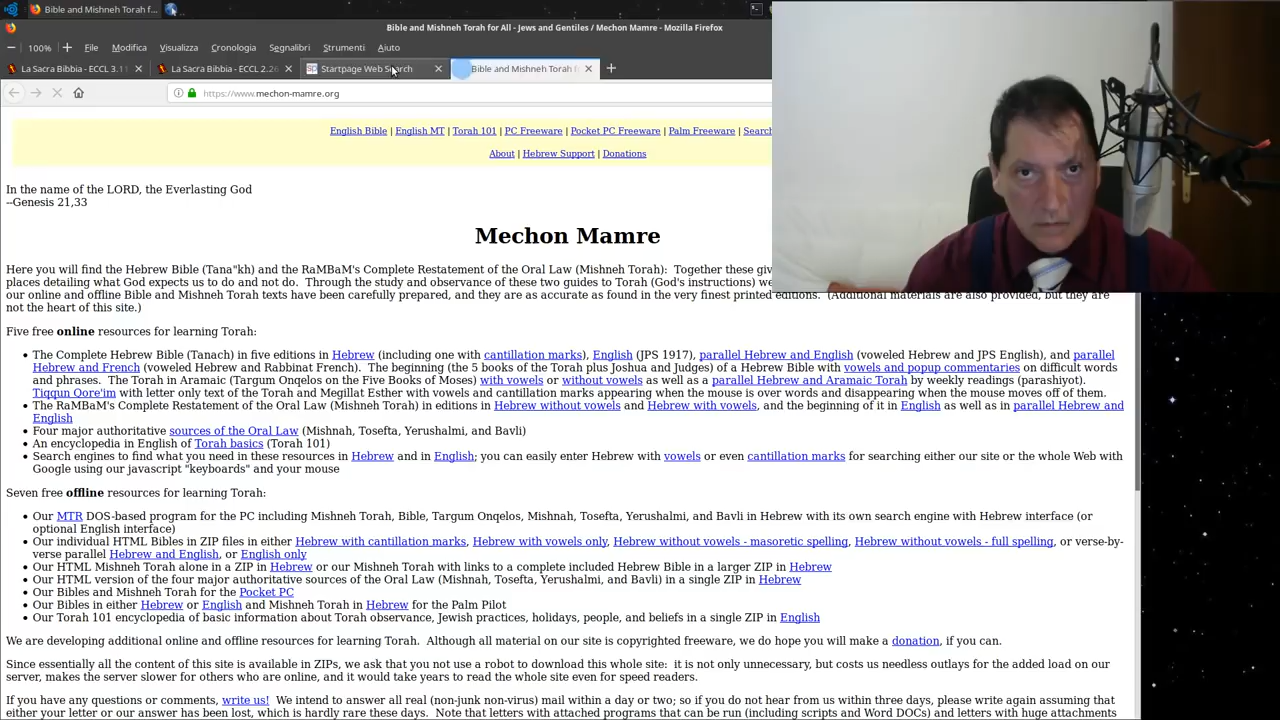 Bible and Mishneh Torah f...
Bible and Mishneh Torah for All - Jews and Gentiles / Mechon Mamre - Mozilla Firefox
100% File Modifica Visualizza Cronologia Segnalibri Strumenti Aiuto
La Sacra Bibbia - ECCL 3.1 La Sacra Bibbia - ECCL 2.26 Startpage Web Search Bible and Mishneh Torah
https://www.mechon-mamre.org
English Bible | English MT | Torah 101 | PC Freeware | Pocket PC Freeware | Palm Freeware | Search
About | Hebrew Support | Donations
In the name of the LORD, the Everlasting God
--Genesis 21,33
Mechon Mamre
Here you will find the Hebrew Bible (Tana"kh) and the RaMBaM's Complete Restatement of the Oral Law (Mishneh Torah): Together these giv
places detailing what God expects us to do and not do. Through the study and observance of these two guides to Torah (God's instructions) we
our online and offline Bible and Mishneh Torah texts have been carefully prepared, and they are as accurate as found in the very finest printed editions. (Additional materials are also provided, but they are
not the heart of this site.)
Five free online resources for learning Torah:
• The Complete Hebrew Bible (Tanach) in five editions in Hebrew (including one with cantillation marks), English (JPS 1917), parallel Hebrew and English (voweled Hebrew and JPS English), and parallel
Hebrew and French (voweled Hebrew and Rabbinat French). The beginning (the 5 books of the Torah plus Joshua and Judges) of a Hebrew Bible with vowels and popup commentaries on difficult words
and phrases. The Torah in Aramaic (Targum Onqelos on the Five Books of Moses) with vowels or without vowels as well as a parallel Hebrew and Aramaic Torah by weekly readings (parashiyot).
Tiqqun Qore'im with letter only text of the Torah and Megillat Esther with vowels and cantillation marks appearing when the mouse is over words and disappearing when the mouse moves off of them.
• The RaMBaM's Complete Restatement of the Oral Law (Mishneh Torah) in editions in Hebrew without vowels and Hebrew with vowels, and the beginning of it in English as well as in parallel Hebrew and
English
• Four major authoritative sources of the Oral Law (Mishnah, Tosefta, Yerushalmi, and Bavli)
• An encyclopedia in English of Torah basics (Torah 101)
• Search engines to find what you need in these resources in Hebrew and in English; you can easily enter Hebrew with vowels or even cantillation marks for searching either our site or the whole Web with
Google using our javascript "keyboards" and your mouse
Seven free offline resources for learning Torah:
• Our MTR DOS-based program for the PC including Mishneh Torah, Bible, Targum Onqelos, Mishnah, Tosefta, Yerushalmi, and Bavli in Hebrew with its own search engine with Hebrew interface (or
optional English interface)
• Our individual HTML Bibles in ZIP files in either Hebrew with cantillation marks, Hebrew with vowels only, Hebrew without vowels - masoretic spelling, Hebrew without vowels - full spelling, or verse-by-
verse parallel Hebrew and English, or English only
• Our HTML Mishneh Torah alone in a ZIP in Hebrew or our Mishneh Torah with links to a complete included Hebrew Bible in a larger ZIP in Hebrew
• Our HTML version of the four major authoritative sources of the Oral Law (Mishnah, Tosefta, Yerushalmi, and Bavli) in a single ZIP in Hebrew
• Our Bibles and Mishneh Torah for the Pocket PC
• Our Bibles in either Hebrew or English and Mishneh Torah in Hebrew for the Palm Pilot
• Our Torah 101 encyclopedia of basic information about Torah observance, Jewish practices, holidays, people, and beliefs in a single ZIP in English
We are developing additional online and offline resources for learning Torah. Although all material on our site is copyrighted freeware, we do hope you will make a donation, if you can.
Since essentially all the content of this site is available in ZIPs, we ask that you not use a robot to download this whole site: it is not only unnecessary, but costs us needless outlays for the added load on our
server, makes the server slower for others who are online, and it would take years to read the whole site even for speed readers.
If you have any questions or comments, write us! We intend to answer all real (non-junk non-virus) mail within a day or two; so if you do not hear from us within three days, please write again assuming that
either your letter or our answer has been lost, which is hardly rare these days. Note that letters with attached programs that can be run (including scripts and Word DOCs) and letters with huge attachments